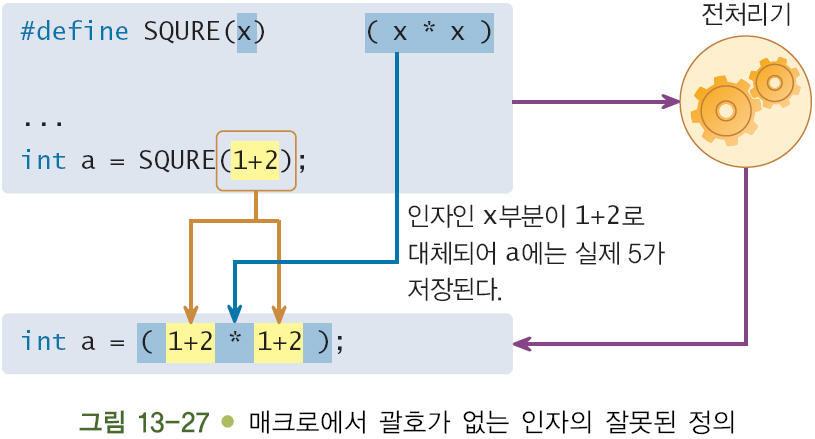 전처리기
#define SQURE(x) ( x * x )
...
int a = SQURE(1+2);
인자인 x부분이 1+2로
대체되어 a에는 실제 5가
저장된다.
int a = ( 1+2 * 1+2 );
그림 13-27 ● 매크로에서 괄호가 없는 인자의 잘못된 정의